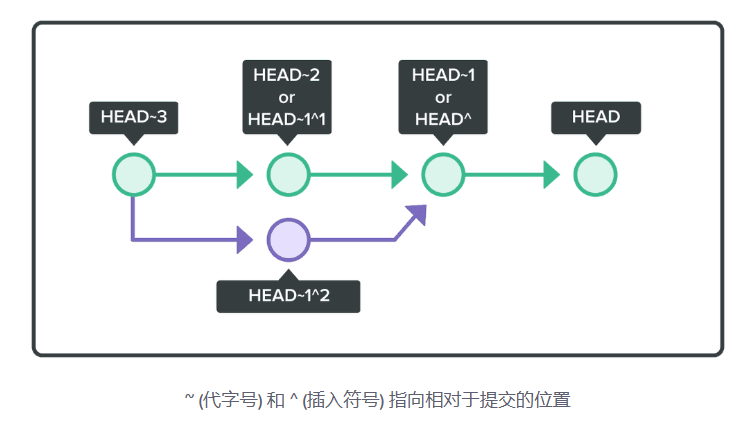 HEAD~3
HEAD~2
or
HEAD~1^1
HEAD~1
or
HEAD^
HEAD
HEAD~1^2
~ (代字号) 和 ^ (插入符号) 指向相对于提交的位置